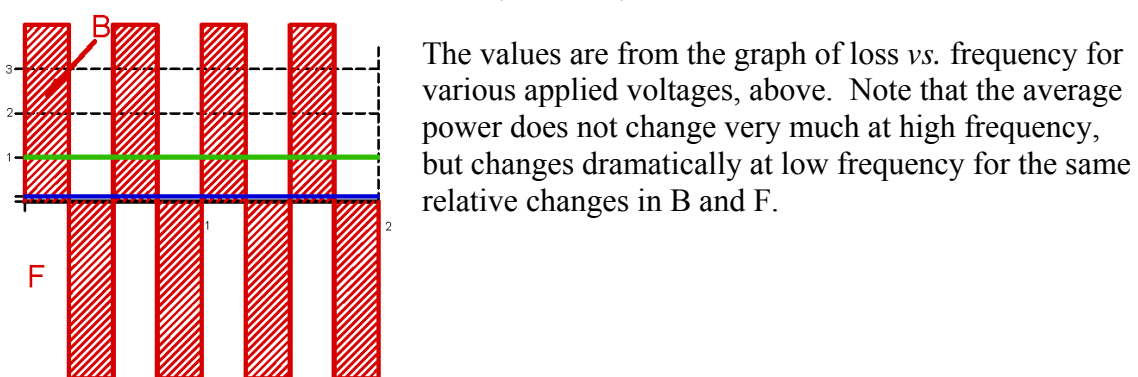 B
3
2
1
1
2
F
The values are from the graph of loss vs. frequency for
various applied voltages, above.  Note that the average
power does not change very much at high frequency,
but changes dramatically at low frequency for the same
relative changes in B and F.